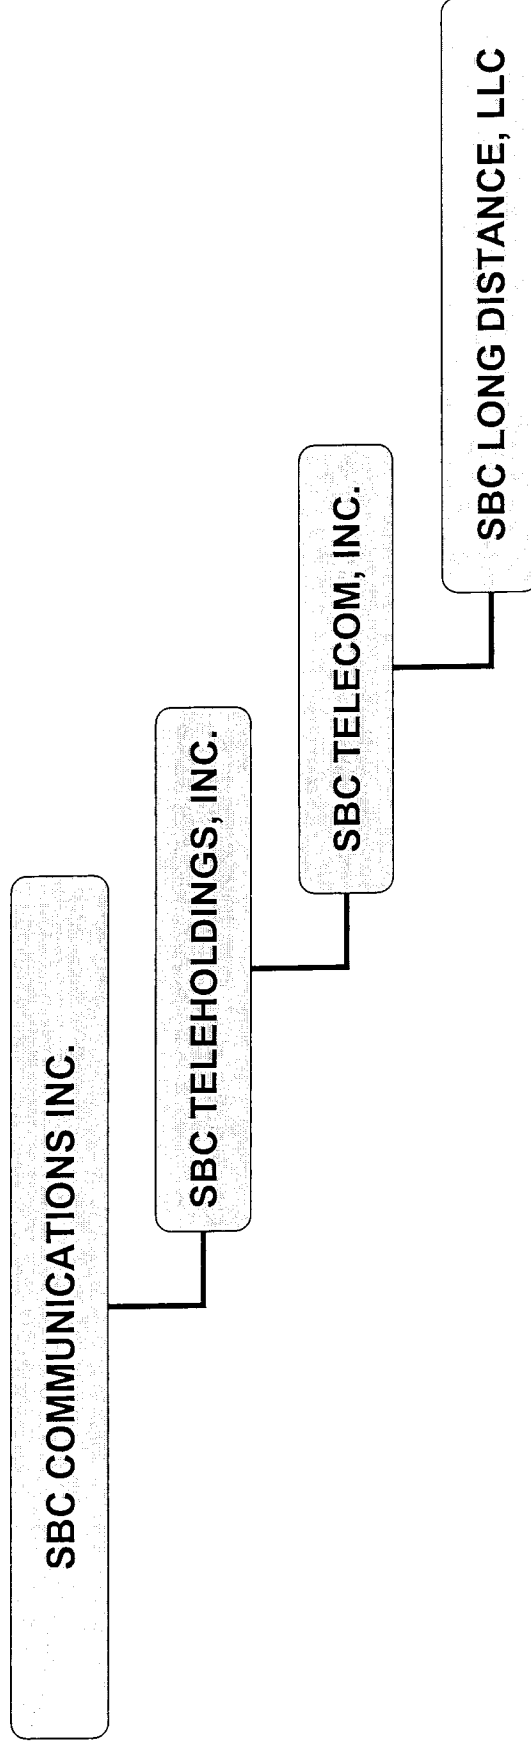 SBC COMMUNICATIONS INC.
SBC TELEHOLDINGS, INC.
SBC TELECOM, INC.
SBC LONG DISTANCE, LLC